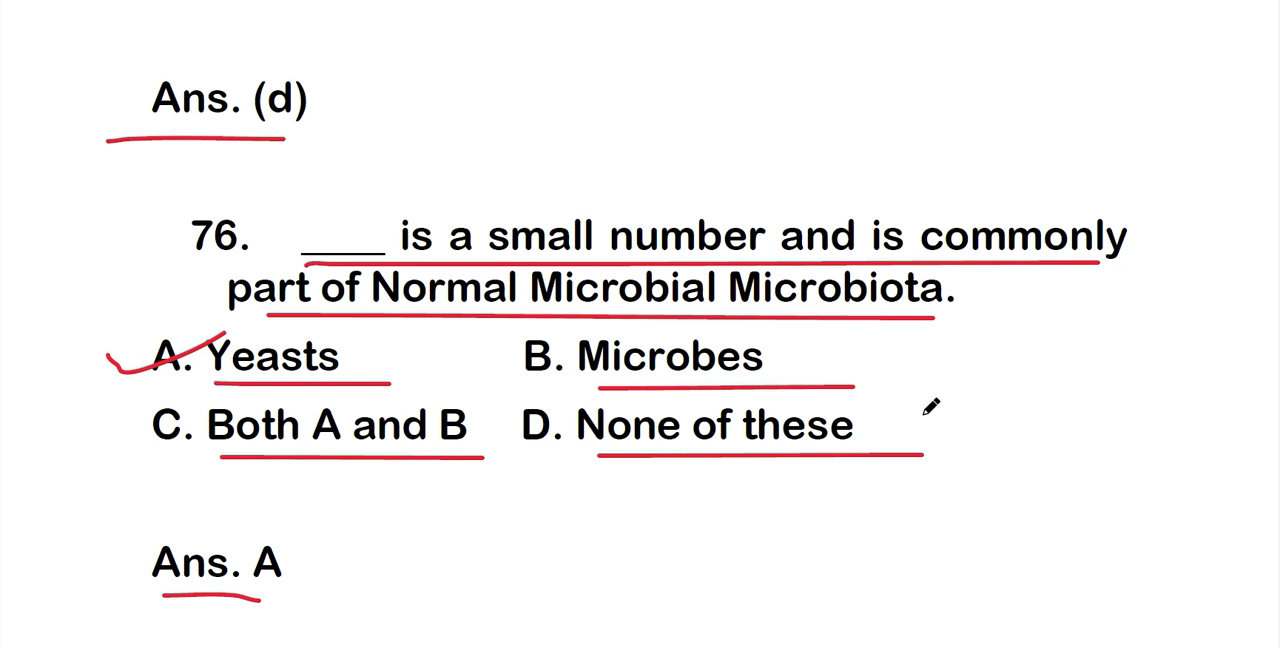 Ans. (d)
76. ____ is a small number and is commonly
part of Normal Microbial Microbiota.
A. Yeasts B. Microbes
C. Both A and B D. None of these
Ans. A